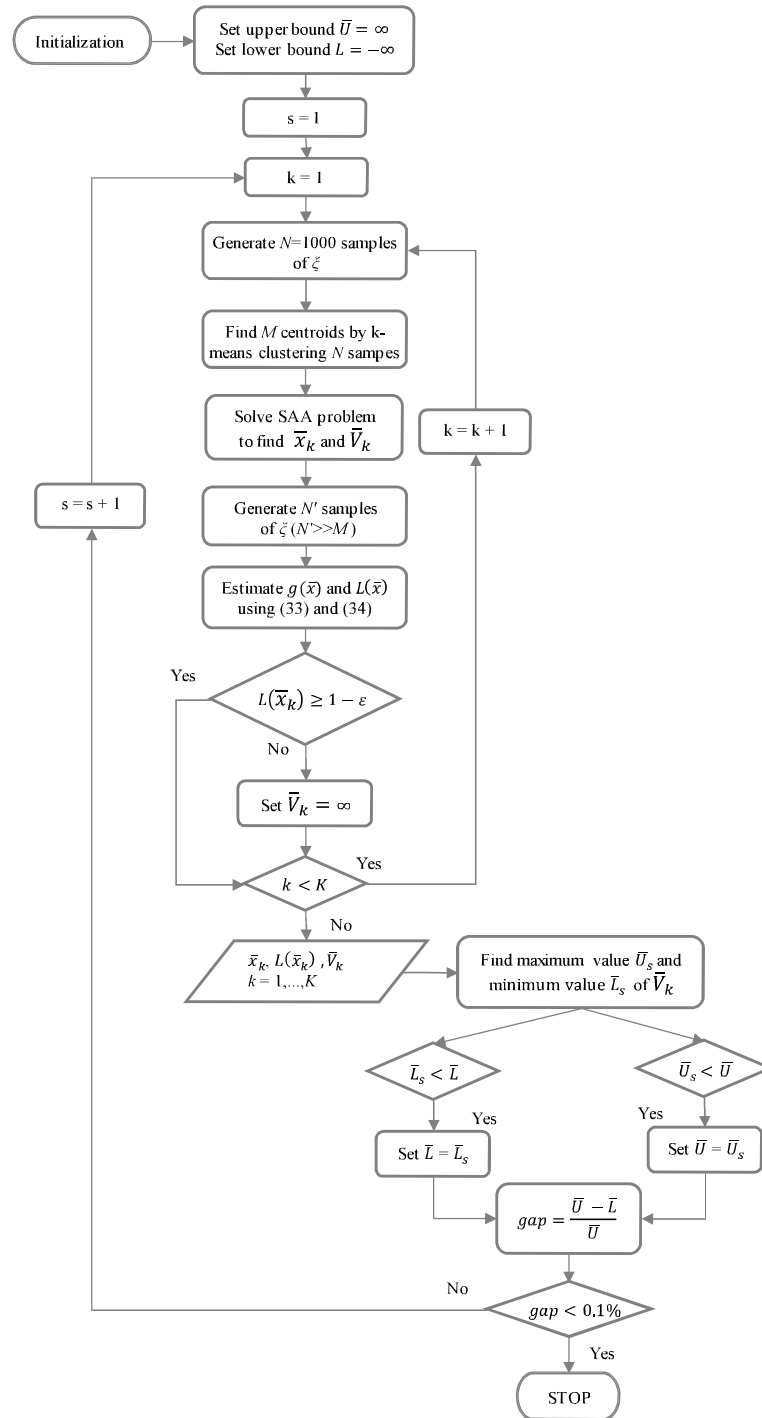 Initialization
Set upper bound U̅ = ∞
Set lower bound L = −∞
s = 1
k = 1
Generate N=1000 samples
of ξ
Find M centroids by k-
means clustering N sampes
Solve SAA problem
to find x̅ₖ and V̅ₖ
k = k + 1
s = s + 1
Generate N' samples
of ξ (N'>>M)
Estimate g(x̅) and L(x̅)
using (33) and (34)
Yes
L(x̅ₖ) ≥ 1 − ε
No
Set V̅ₖ = ∞
Yes
k < K
No
x̅ₖ, L(x̅ₖ) , V̅ₖ
k = 1,...,K
Find maximum value U̅ₛ and
minimum value L̅ₛ of V̅ₖ
L̅ₛ < L̅
U̅ₛ < U̅
Yes
Yes
Set L̅ = L̅ₛ
Set U̅ = U̅ₛ
gap = (U̅ − L̅)/U̅
No
gap < 0.1%
Yes
STOP